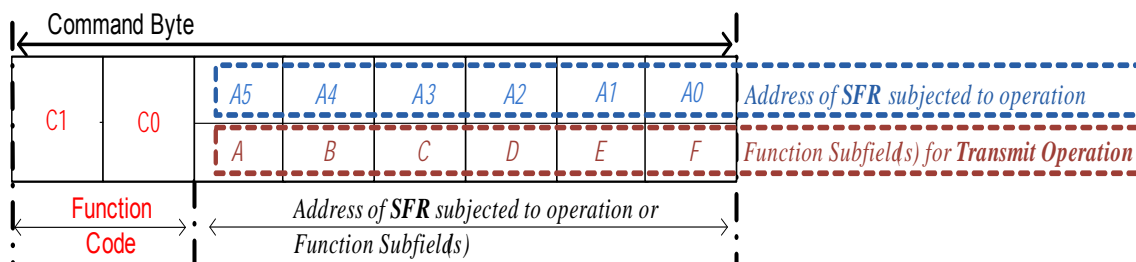 Command Byte
C1 C0 A5 A4 A3 A2 A1 A0 Address of SFR subjected to operation
A B C D E F Function Subfield(s) for Transmit Operation
Function Code
Address of SFR subjected to operation or
Function Subfield(s)